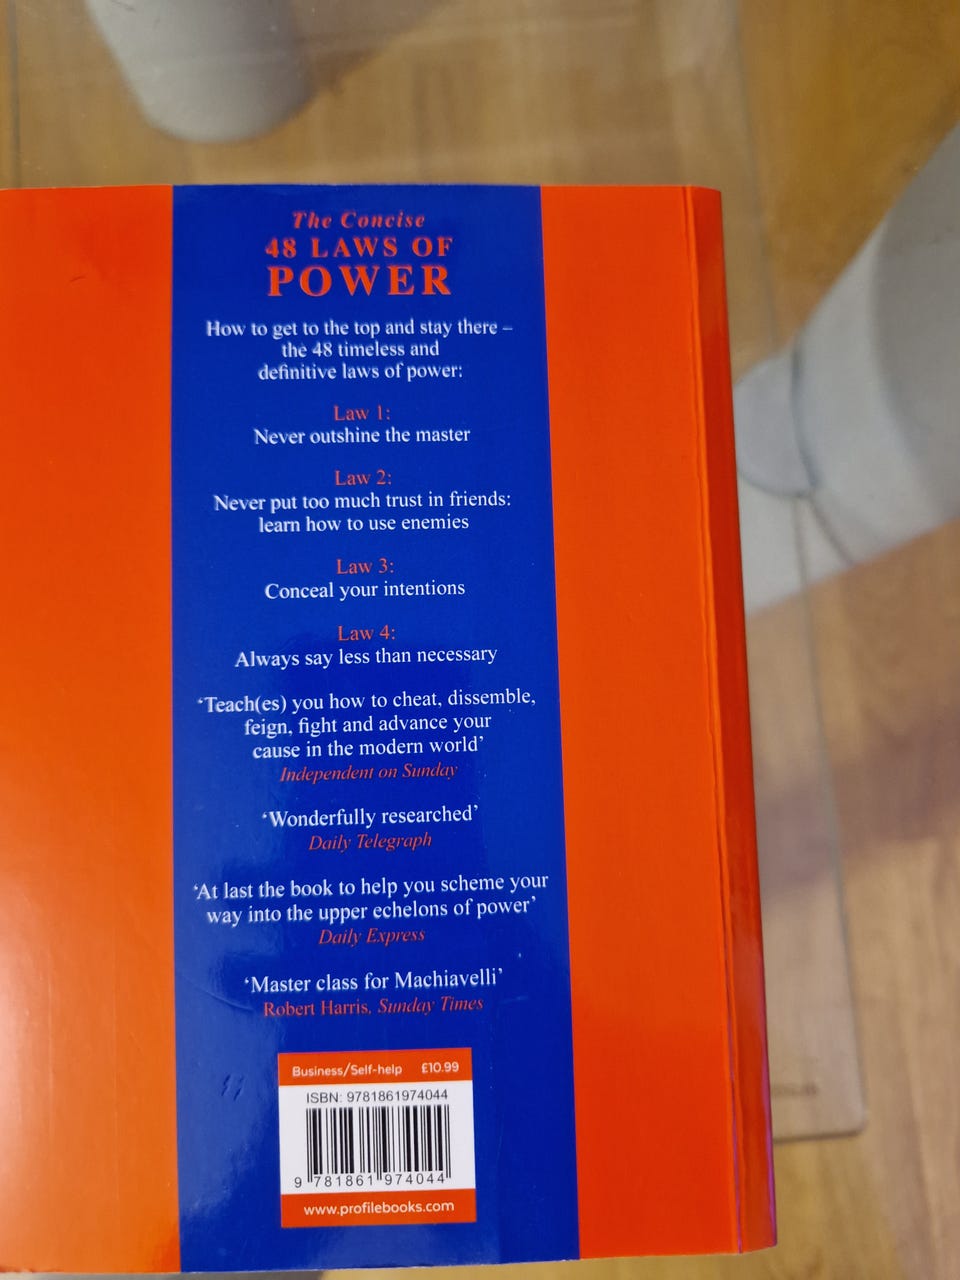 The Concise
48 LAWS OF
POWER
How to get to the top and stay there –
the 48 timeless and
definitive laws of power:
Law 1:
Never outshine the master
Law 2:
Never put too much trust in friends:
learn how to use enemies
Law 3:
Conceal your intentions
Law 4:
Always say less than necessary
‘Teach(es) you how to cheat, dissemble,
feign, fight and advance your
cause in the modern world’
Independent on Sunday
‘Wonderfully researched’
Daily Telegraph
‘At last the book to help you scheme your
way into the upper echelons of power’
Daily Express
‘Master class for Machiavelli’
Robert Harris, Sunday Times
Business/Self-help £10.99
ISBN: 9781861974044
9 781861 974044
www.profilebooks.com